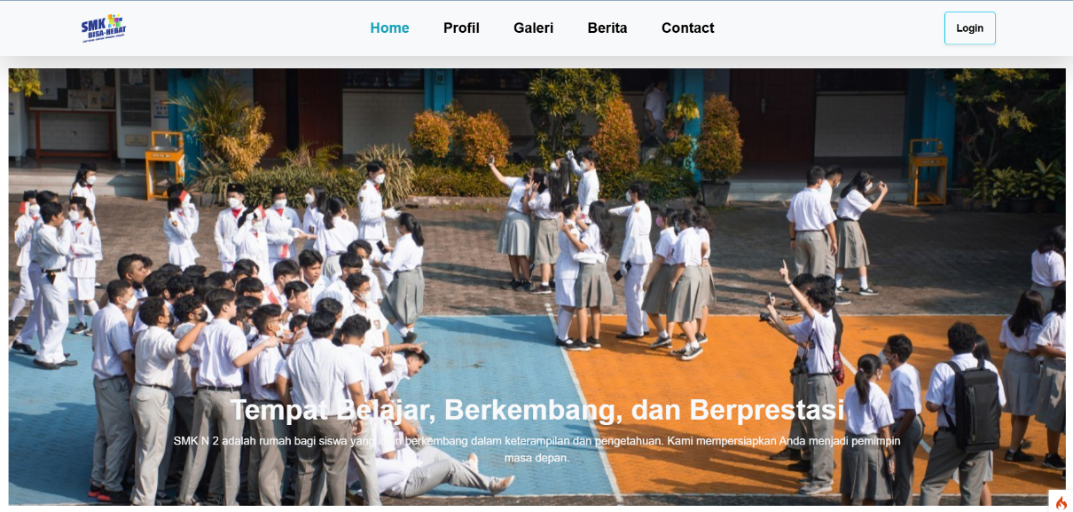 SMK
BISA-HEBAT
Home Profil Galeri Berita Contact
Login
Tempat Belajar, Berkembang, dan Berprestasi
SMK N 2 adalah rumah bagi siswa yang ingin berkembang dalam keterampilan dan pengetahuan. Kami mempersiapkan Anda menjadi pemimpin
masa depan.